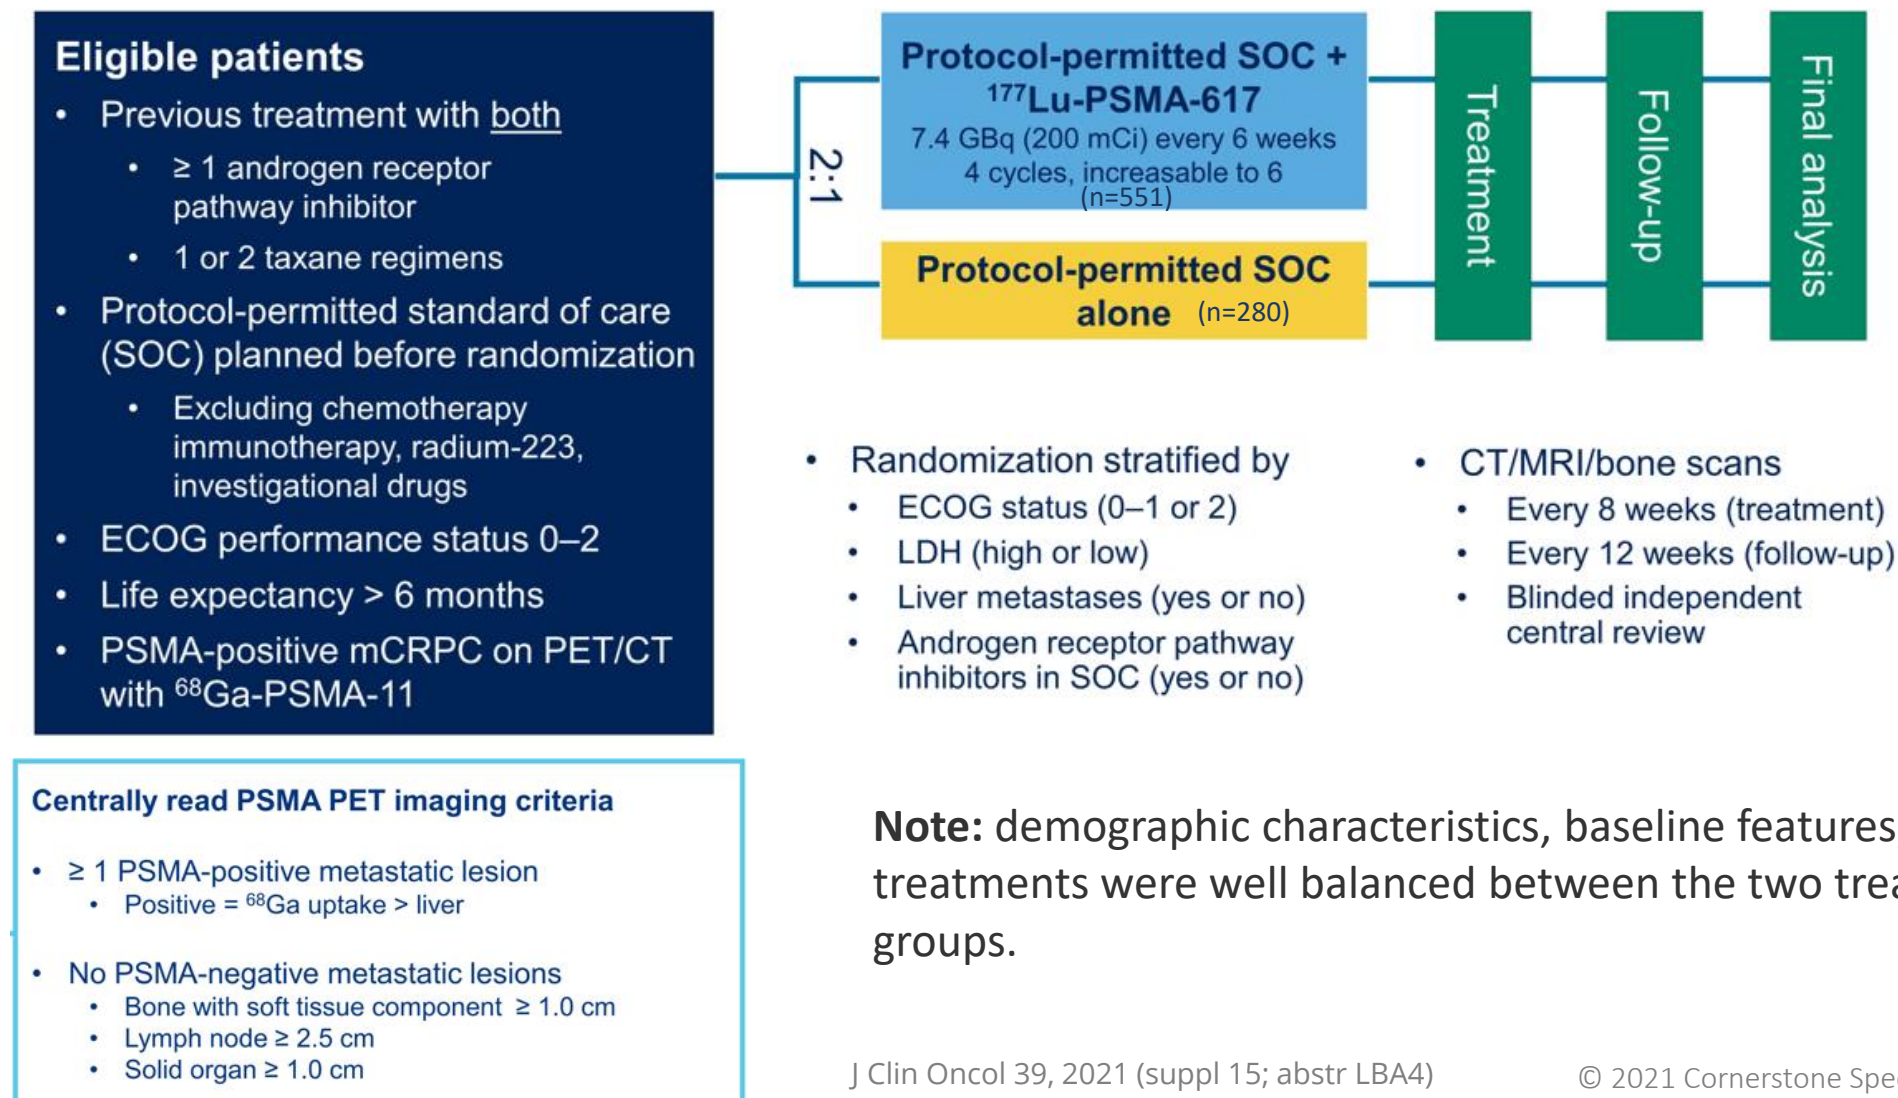 Eligible patients
• Previous treatment with both
• ≥ 1 androgen receptor
pathway inhibitor
• 1 or 2 taxane regimens
• Protocol-permitted standard of care
(SOC) planned before randomization
• Excluding chemotherapy
immunotherapy, radium-223,
investigational drugs
• ECOG performance status 0–2
• Life expectancy > 6 months
• PSMA-positive mCRPC on PET/CT
with ⁶⁸Ga-PSMA-11
2:1
Protocol-permitted SOC +
¹⁷⁷Lu-PSMA-617
7.4 GBq (200 mCi) every 6 weeks
4 cycles, increasable to 6
(n=551)
Protocol-permitted SOC
alone (n=280)
Treatment
Follow-up
Final analysis
• Randomization stratified by
• ECOG status (0–1 or 2)
• LDH (high or low)
• Liver metastases (yes or no)
• Androgen receptor pathway
inhibitors in SOC (yes or no)
• CT/MRI/bone scans
• Every 8 weeks (treatment)
• Every 12 weeks (follow-up)
• Blinded independent
central review
Centrally read PSMA PET imaging criteria
• ≥ 1 PSMA-positive metastatic lesion
• Positive = ⁶⁸Ga uptake > liver
• No PSMA-negative metastatic lesions
• Bone with soft tissue component ≥ 1.0 cm
• Lymph node ≥ 2.5 cm
• Solid organ ≥ 1.0 cm
Note: demographic characteristics, baseline features
treatments were well balanced between the two
groups.
J Clin Oncol 39, 2021 (suppl 15; abstr LBA4)
© 2021 Cornerstone